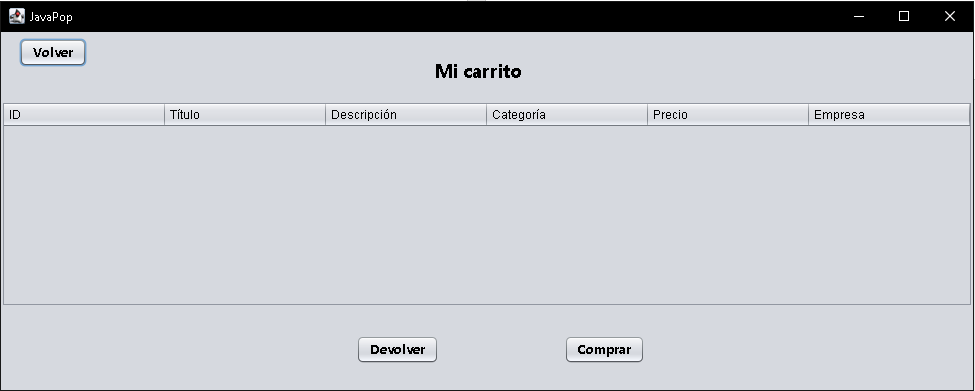 JavaPop
Volver
Mi carrito
ID Título Descripción Categoría Precio Empresa
Devolver Comprar